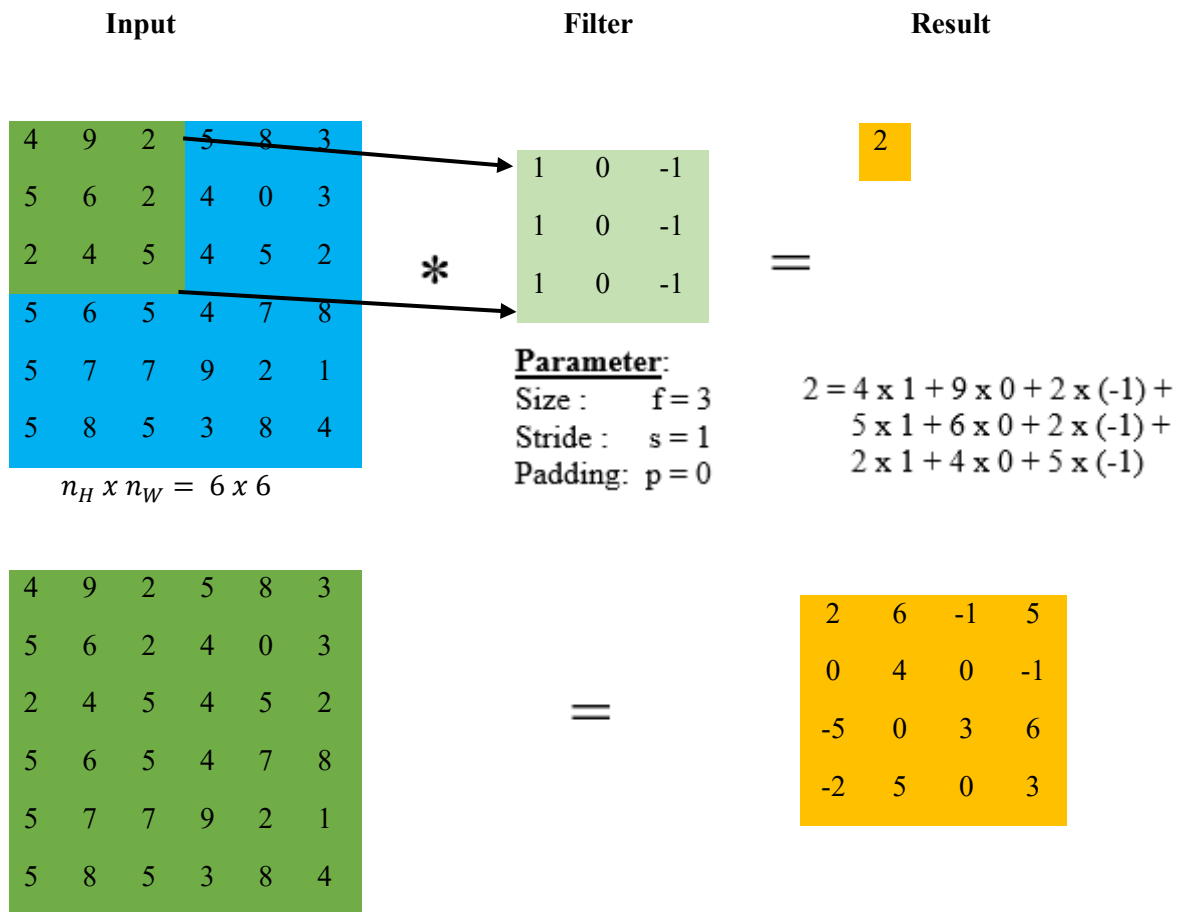 Input Filter Result
4 9 2 5 8 3
5 6 2 4 0 3
2 4 5 4 5 2
5 6 5 4 7 8
5 7 7 9 2 1
5 8 5 3 8 4
n_H x n_W = 6 x 6
*
1 0 -1
1 0 -1
1 0 -1
Parameter:
Size : f = 3
Stride : s = 1
Padding: p = 0
=
2
2 = 4 x 1 + 9 x 0 + 2 x (-1) +
5 x 1 + 6 x 0 + 2 x (-1) +
2 x 1 + 4 x 0 + 5 x (-1)
4 9 2 5 8 3
5 6 2 4 0 3
2 4 5 4 5 2
5 6 5 4 7 8
5 7 7 9 2 1
5 8 5 3 8 4
=
2 6 -1 5
0 4 0 -1
-5 0 3 6
-2 5 0 3